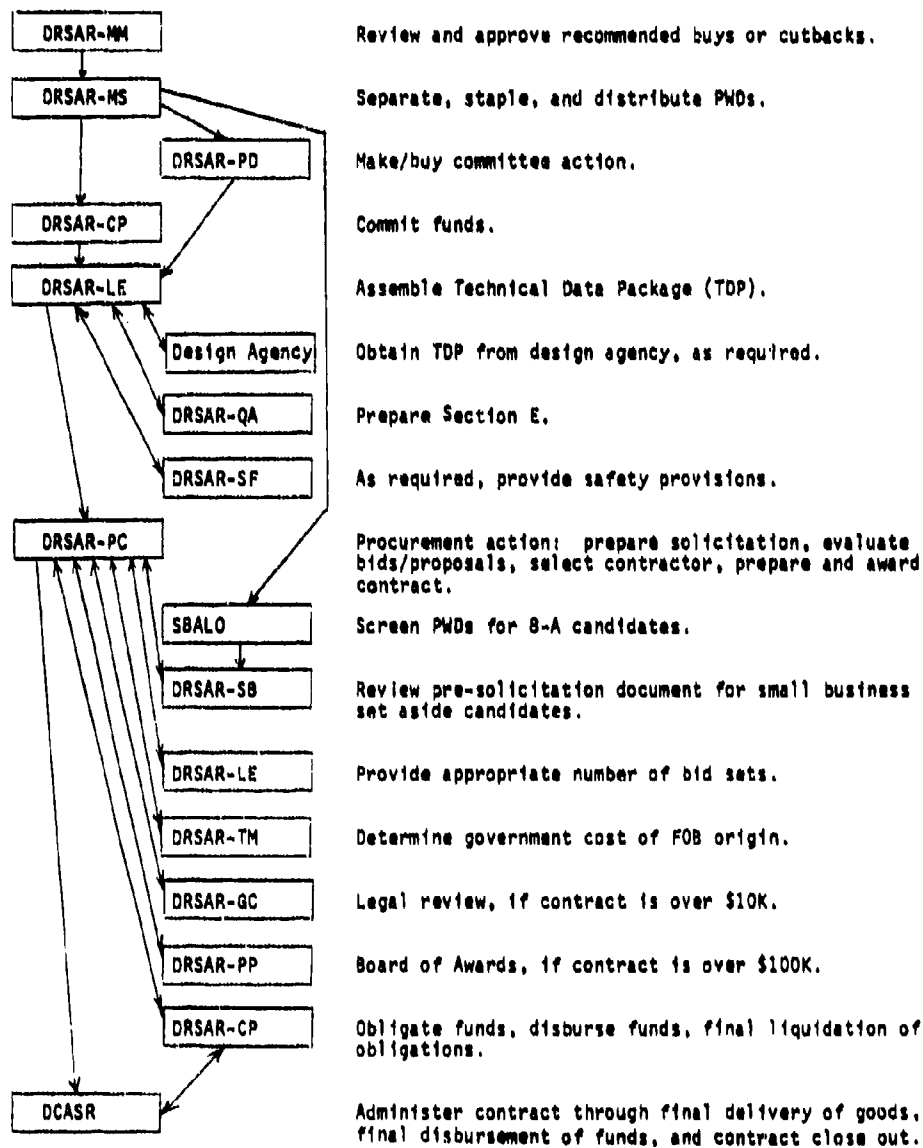 DRSAR-MM Review and approve recommended buys or cutbacks.
DRSAR-MS Separate, staple, and distribute PWDs.
DRSAR-PD Make/buy committee action.
DRSAR-CP Commit funds.
DRSAR-LE Assemble Technical Data Package (TDP).
Design Agency Obtain TDP from design agency, as required.
DRSAR-QA Prepare Section E.
DRSAR-SF As required, provide safety provisions.
DRSAR-PC Procurement action: prepare solicitation, evaluate
bids/proposals, select contractor, prepare and award
contract.
SBALO Screen PWDs for 8-A candidates.
DRSAR-SB Review pre-solicitation document for small business
set aside candidates.
DRSAR-LE Provide appropriate number of bid sets.
DRSAR-TM Determine government cost of FOB origin.
DRSAR-GC Legal review, if contract is over $10K.
DRSAR-PP Board of Awards, if contract is over $100K.
DRSAR-CP Obligate funds, disburse funds, final liquidation of
obligations.
DCASR Administer contract through final delivery of goods,
final disbursement of funds, and contract close out.